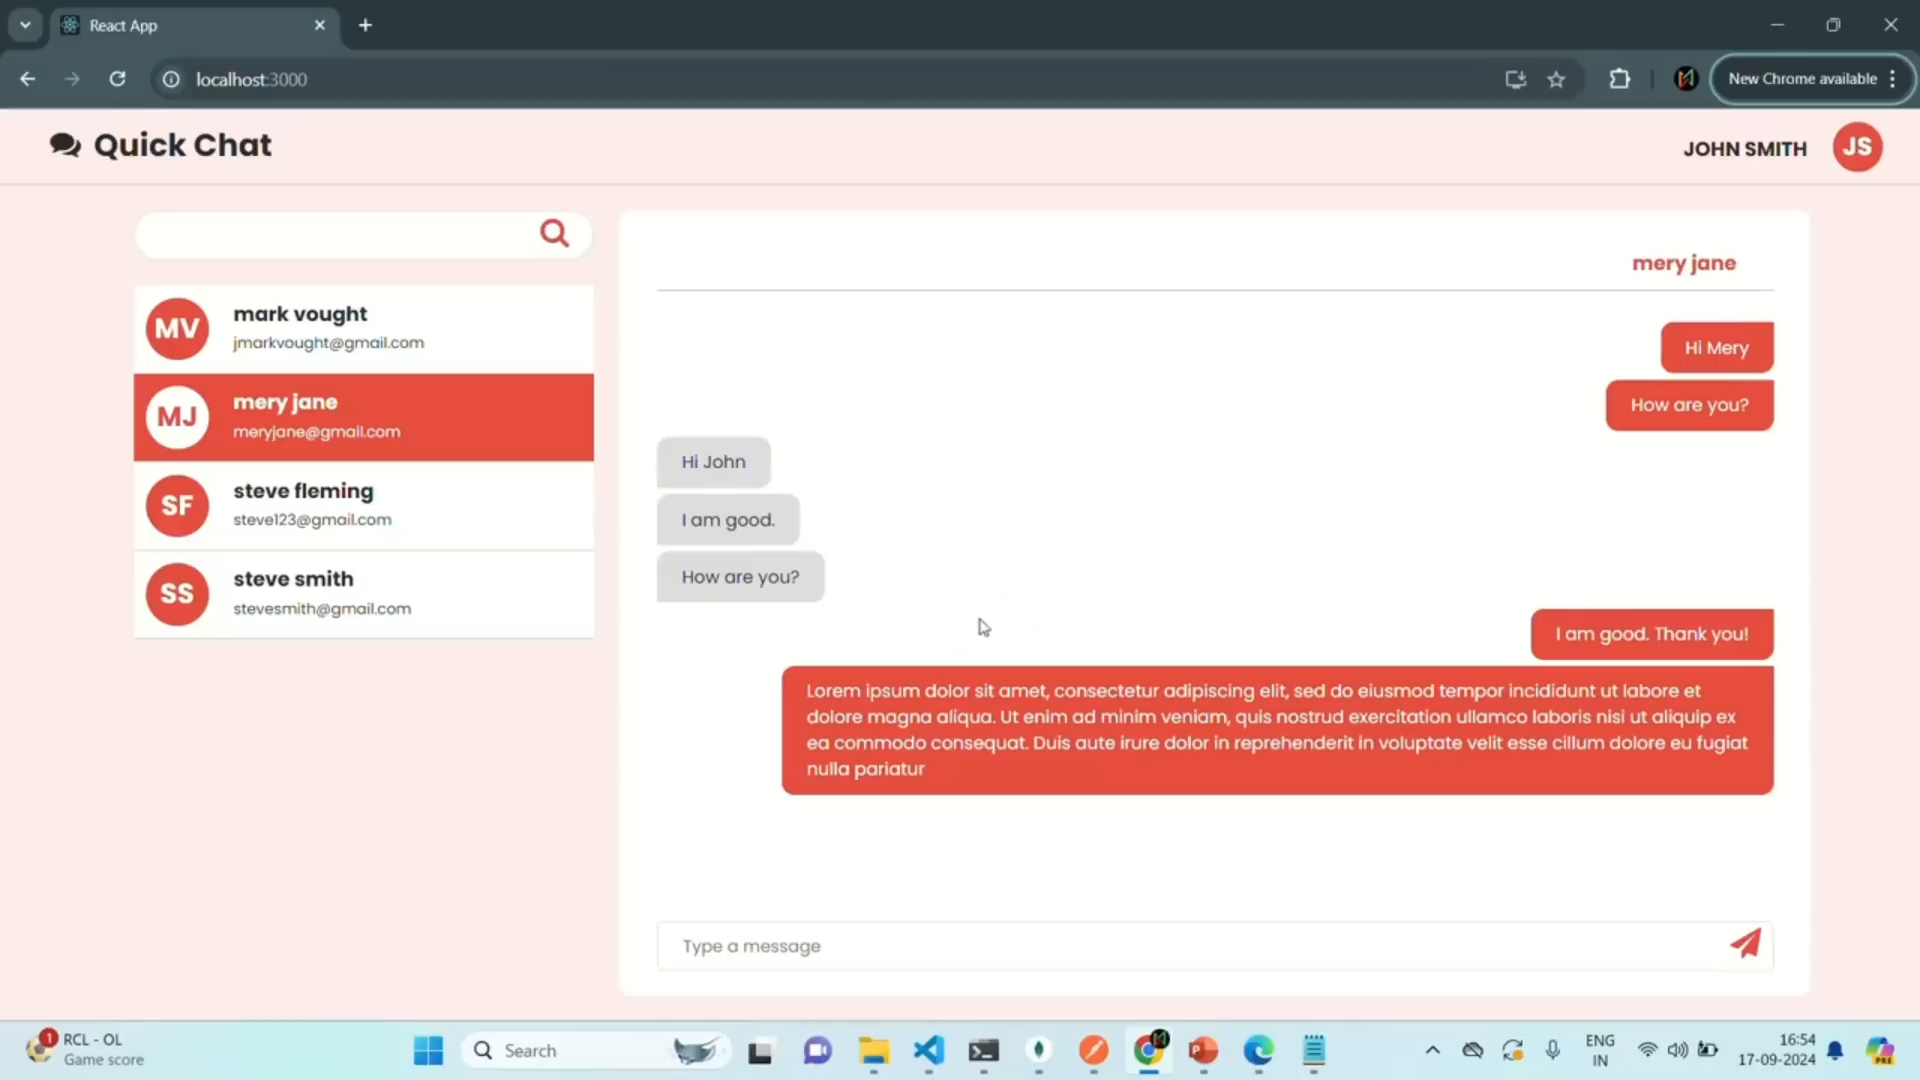 React App
localhost:3000
New Chrome available
Quick Chat
JOHN SMITH
JS
MV
mark vought
jmarkvought@gmail.com
MJ
mery jane
meryjane@gmail.com
SF
steve fleming
steve123@gmail.com
SS
steve smith
stevesmith@gmail.com
mery jane
Hi Mery
How are you?
Hi John
I am good.
How are you?
I am good. Thank you!
Lorem ipsum dolor sit amet, consectetur adipiscing elit, sed do eiusmod tempor incididunt ut labore et
dolore magna aliqua. Ut enim ad minim veniam, quis nostrud exercitation ullamco laboris nisi ut aliquip ex
ea commodo consequat. Duis aute irure dolor in reprehenderit in voluptate velit esse cillum dolore eu fugiat
nulla pariatur
Type a message
1
RCL - OL
Game score
Search
ENG
IN
16:54
17-09-2024
PRE